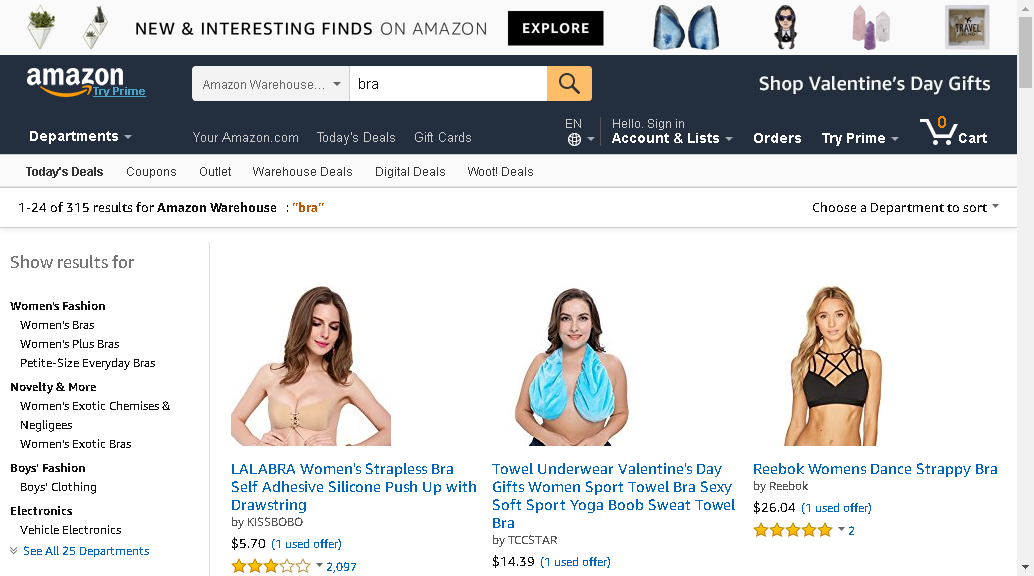 NEW & INTERESTING FINDS ON AMAZON EXPLORE
TRAVEL
amazon
Try Prime
Amazon Warehouse... bra
Shop Valentine's Day Gifts
Departments
Your Amazon.com Today's Deals Gift Cards
EN
Hello. Sign in
Account & Lists
Orders
Try Prime
0
Cart
Today's Deals Coupons Outlet Warehouse Deals Digital Deals Woot! Deals
1-24 of 315 results for Amazon Warehouse : "bra"
Choose a Department to sort
Show results for
Women's Fashion
Women's Bras
Women's Plus Bras
Petite-Size Everyday Bras
Novelty & More
Women's Exotic Chemises &
Negligees
Women's Exotic Bras
Boys' Fashion
Boys' Clothing
Electronics
Vehicle Electronics
See All 25 Departments
LALABRA Women's Strapless Bra
Self Adhesive Silicone Push Up with
Drawstring
by KISSBOBO
$5.70 (1 used offer)
2,097
Towel Underwear Valentine's Day
Gifts Women Sport Towel Bra Sexy
Soft Sport Yoga Boob Sweat Towel
Bra
by TCCSTAR
$14.39 (1 used offer)
Reebok Womens Dance Strappy Bra
by Reebok
$26.04 (1 used offer)
2